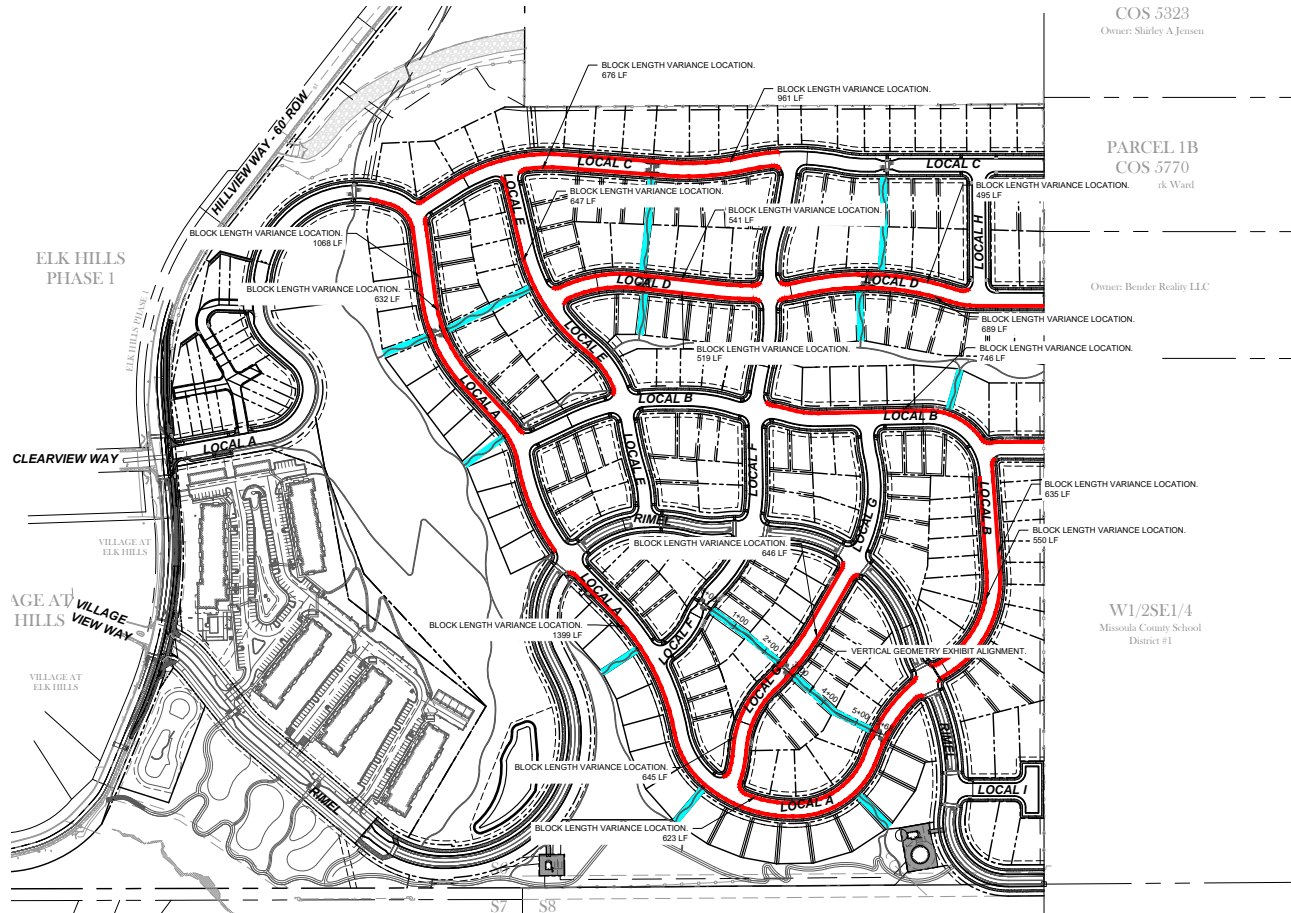 COS 5323
Owner: Shirley A Jensen
BLOCK LENGTH VARIANCE LOCATION.
676 LF
BLOCK LENGTH VARIANCE LOCATION.
961 LF
HILLVIEW WAY - 60' ROW
PARCEL 1B
COS 5770
rk Ward
LOCAL C
LOCAL C
LOCAL E
BLOCK LENGTH VARIANCE LOCATION.
647 LF
BLOCK LENGTH VARIANCE LOCATION.
495 LF
BLOCK LENGTH VARIANCE LOCATION.
541 LF
LOCAL H
BLOCK LENGTH VARIANCE LOCATION.
1068 LF
ELK HILLS
PHASE 1
ELK HILLS PHASE 1
BLOCK LENGTH VARIANCE LOCATION.
632 LF
LOCAL D
LOCAL D
Owner: Bender Reality LLC
BLOCK LENGTH VARIANCE LOCATION.
689 LF
LOCAL E
BLOCK LENGTH VARIANCE LOCATION.
519 LF
BLOCK LENGTH VARIANCE LOCATION.
746 LF
LOCAL A
LOCAL B
LOCAL B
LOCAL A
CLEARVIEW WAY
LOCAL E
LOCAL F
LOCAL G
LOCAL B
BLOCK LENGTH VARIANCE LOCATION.
635 LF
RIMEL
BLOCK LENGTH VARIANCE LOCATION.
550 LF
VILLAGE AT
ELK HILLS
BLOCK LENGTH VARIANCE LOCATION.
646 LF
AGE AT
HILLS
VILLAGE
VIEW WAY
LOCAL A
1+00
2+00
4+00
5+00
W1/2SE1/4
Missoula County School
District #1
BLOCK LENGTH VARIANCE LOCATION.
1399 LF
LOCAL F
VERTICAL GEOMETRY EXHIBIT ALIGNMENT.
VILLAGE AT
ELK HILLS
LOCAL G
RIMEL
BLOCK LENGTH VARIANCE LOCATION.
645 LF
RIMEL
LOCAL A
LOCAL I
BLOCK LENGTH VARIANCE LOCATION.
623 LF
S7
S8